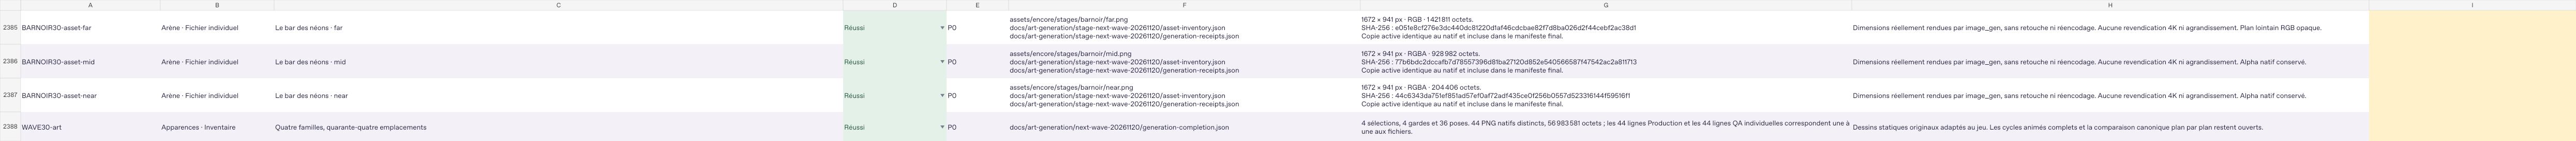 A B C D E F G H I
2385 BARNOIR30-asset-far Arène · Fichier individuel Le bar des néons · far Réussi P0
assets/encore/stages/barnoir/far.png
docs/art-generation/stage-next-wave-20261120/asset-inventory.json
docs/art-generation/stage-next-wave-20261120/generation-receipts.json
1672 × 941 px · RGB · 1 421 811 octets.
SHA-256 : e051e8cf276e3dc440dc81220d1af46cdcbae82f7d8ba026d2f44cebf2ac38d1
Copie active identique au natif et incluse dans le manifeste final.
Dimensions réellement rendues par image_gen, sans retouche ni réencodage. Aucune revendication 4K ni agrandissement. Plan lointain RGB opaque.
2386 BARNOIR30-asset-mid Arène · Fichier individuel Le bar des néons · mid Réussi P0
assets/encore/stages/barnoir/mid.png
docs/art-generation/stage-next-wave-20261120/asset-inventory.json
docs/art-generation/stage-next-wave-20261120/generation-receipts.json
1672 × 941 px · RGBA · 928 982 octets.
SHA-256 : 77b6bdc2dccafb7d78557396d81ba27120d852e540566587f47542ac2a811713
Copie active identique au natif et incluse dans le manifeste final.
Dimensions réellement rendues par image_gen, sans retouche ni réencodage. Aucune revendication 4K ni agrandissement. Alpha natif conservé.
2387 BARNOIR30-asset-near Arène · Fichier individuel Le bar des néons · near Réussi P0
assets/encore/stages/barnoir/near.png
docs/art-generation/stage-next-wave-20261120/asset-inventory.json
docs/art-generation/stage-next-wave-20261120/generation-receipts.json
1672 × 941 px · RGBA · 204 406 octets.
SHA-256 : 44c6343da751ef851ad57ef0af72adf435ce0f256b0557d523316144f59516f1
Copie active identique au natif et incluse dans le manifeste final.
Dimensions réellement rendues par image_gen, sans retouche ni réencodage. Aucune revendication 4K ni agrandissement. Alpha natif conservé.
2388 WAVE30-art Apparences · Inventaire Quatre familles, quarante-quatre emplacements Réussi P0
docs/art-generation/next-wave-20261120/generation-completion.json
4 sélections, 4 gardes et 36 poses. 44 PNG natifs distincts, 56 983 581 octets ; les 44 lignes Production et les 44 lignes QA individuelles correspondent une à
une aux fichiers.
Dessins statiques originaux adaptés au jeu. Les cycles animés complets et la comparaison canonique plan par plan restent ouverts.